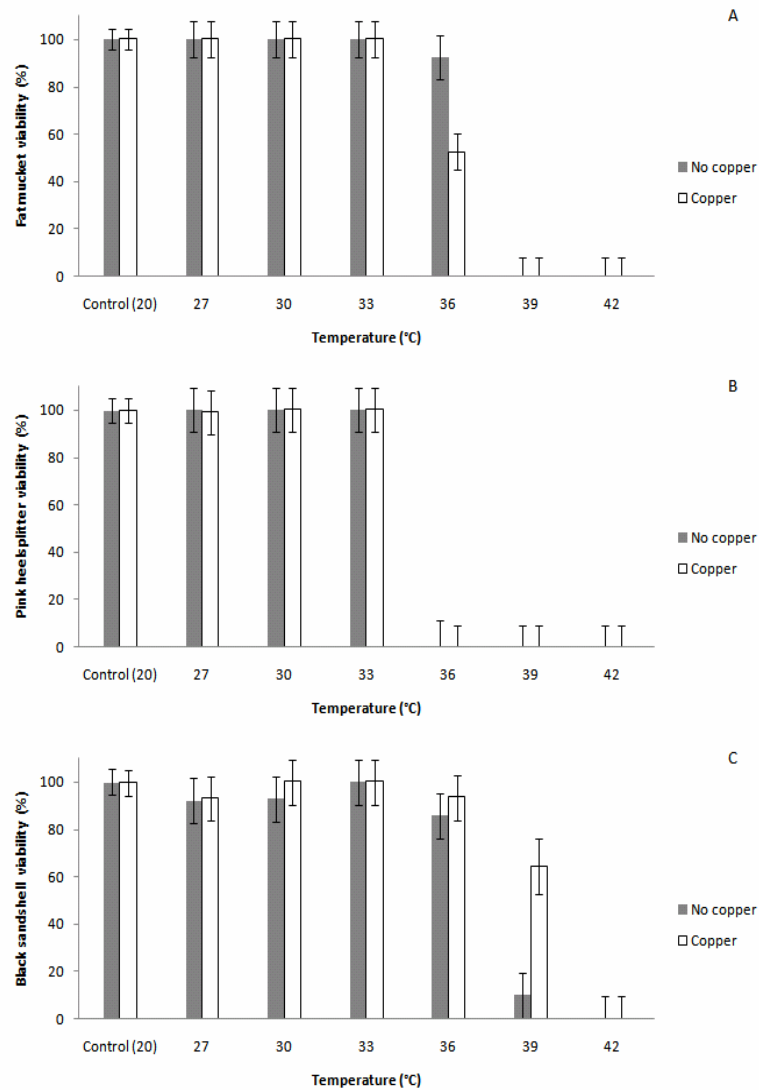 A
Fatmucket viability (%)
100
80
60
40
20
0
No copper
Copper
Control (20) 27 30 33 36 39 42
Temperature (°C)
B
Pink heelsplitter viability (%)
100
80
60
40
20
0
No copper
Copper
Control (20) 27 30 33 36 39 42
Temperature (°C)
C
Black sandshell viability (%)
100
80
60
40
20
0
No copper
Copper
Control (20) 27 30 33 36 39 42
Temperature (°C)